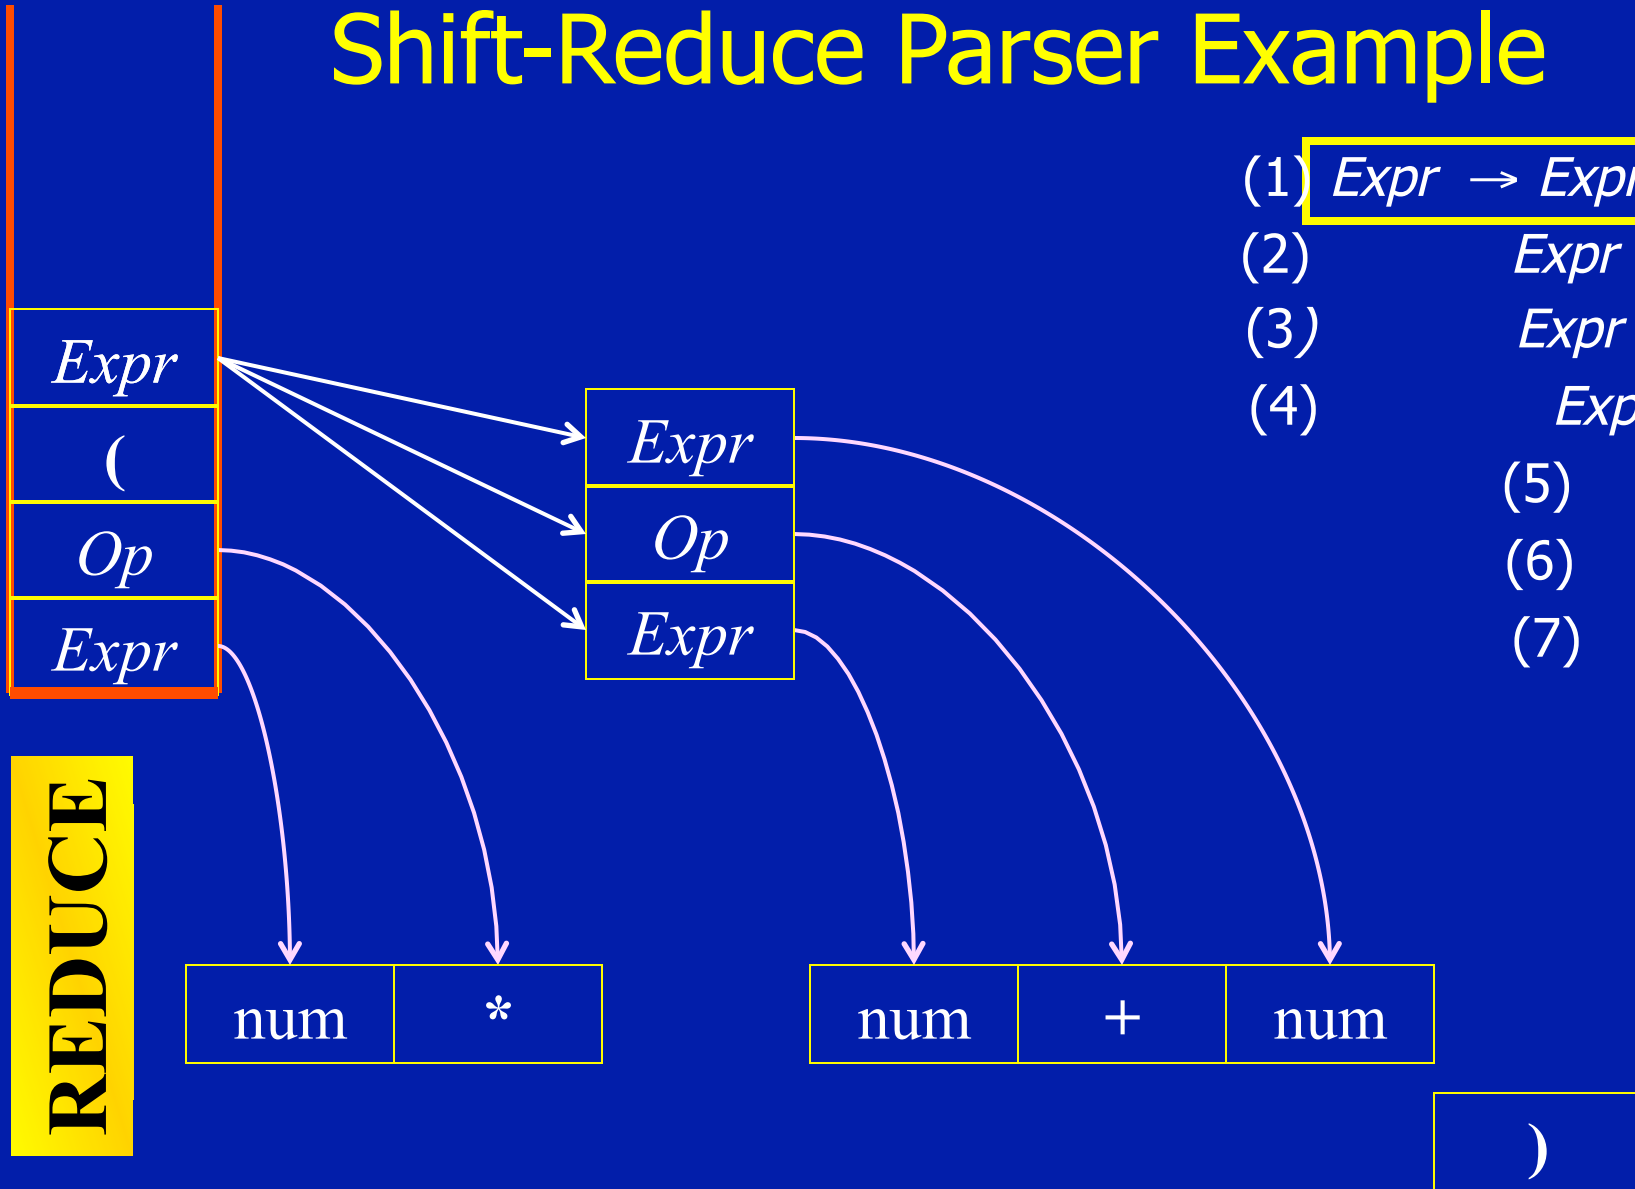 Shift-Reduce Parser Example
(1) Expr → Expr
(2) Expr
(3) Expr
(4)
(5)
(6)
(7)
Expr
(
Op
Expr
Expr
Op
Expr
REDUCE
num * num + num
)